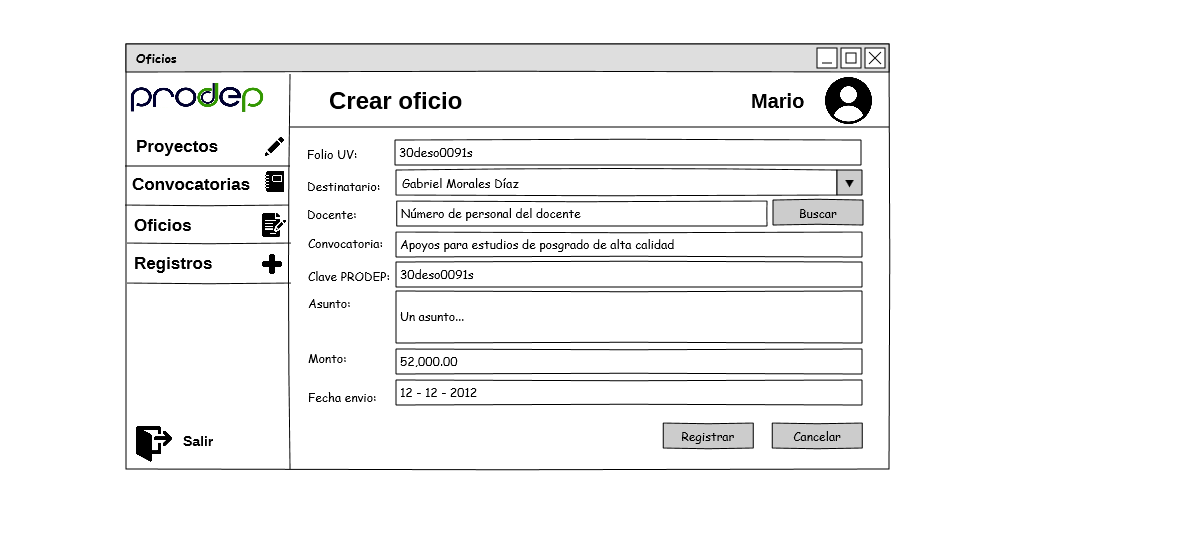 Oficios
prodep
Crear oficio
Mario
Proyectos
Convocatorias
Oficios
Registros
Salir
Folio UV: 30deso0091s
Destinatario: Gabriel Morales Díaz
Docente: Número de personal del docente Buscar
Convocatoria: Apoyos para estudios de posgrado de alta calidad
Clave PRODEP: 30deso0091s
Asunto: Un asunto...
Monto: 52,000.00
Fecha envio: 12 - 12 - 2012
Registrar Cancelar